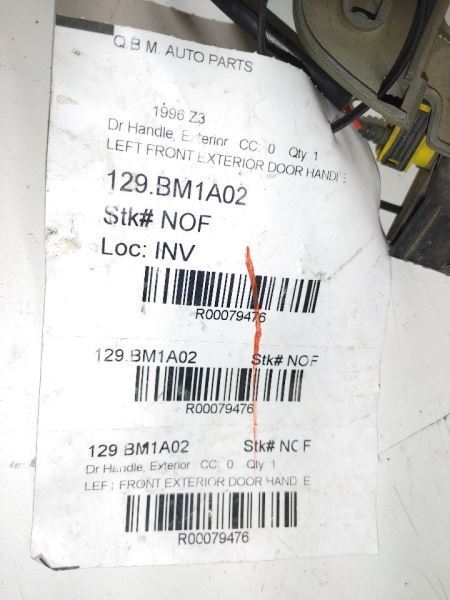 Q.B M. AUTO PARTS
1996 Z3
Dr Handle, Exterior CC: 0 Qty 1
LEFT FRONT EXTERIOR DOOR HANDLE
129.BM1A02
Stk# NOF
Loc: INV
R00079476
129.BM1A02 Stk# NOF
R00079476
129 BM1A02 Stk# NOF
Dr Handle, Exterior CC: 0 Qty 1
LEFT FRONT EXTERIOR DOOR HANDLE
R00079476